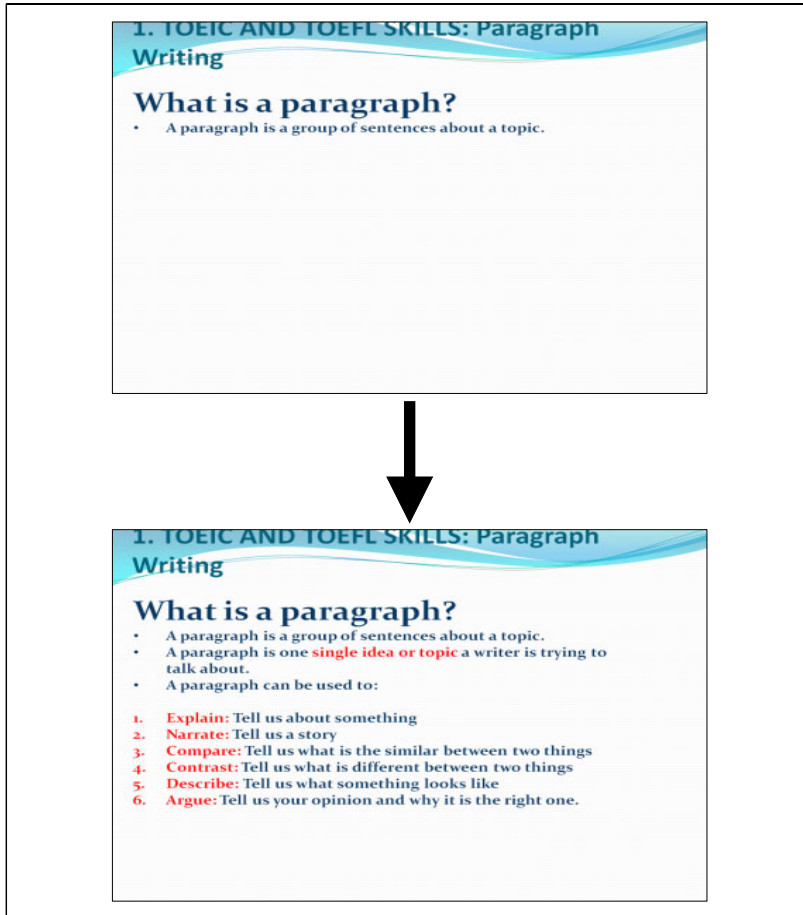 1. TOEIC AND TOEFL SKILLS: Paragraph
Writing
What is a paragraph?
• A paragraph is a group of sentences about a topic.
1. TOEIC AND TOEFL SKILLS: Paragraph
Writing
What is a paragraph?
• A paragraph is a group of sentences about a topic.
• A paragraph is one single idea or topic a writer is trying to
talk about.
• A paragraph can be used to:
1. Explain: Tell us about something
2. Narrate: Tell us a story
3. Compare: Tell us what is the similar between two things
4. Contrast: Tell us what is different between two things
5. Describe: Tell us what something looks like
6. Argue: Tell us your opinion and why it is the right one.